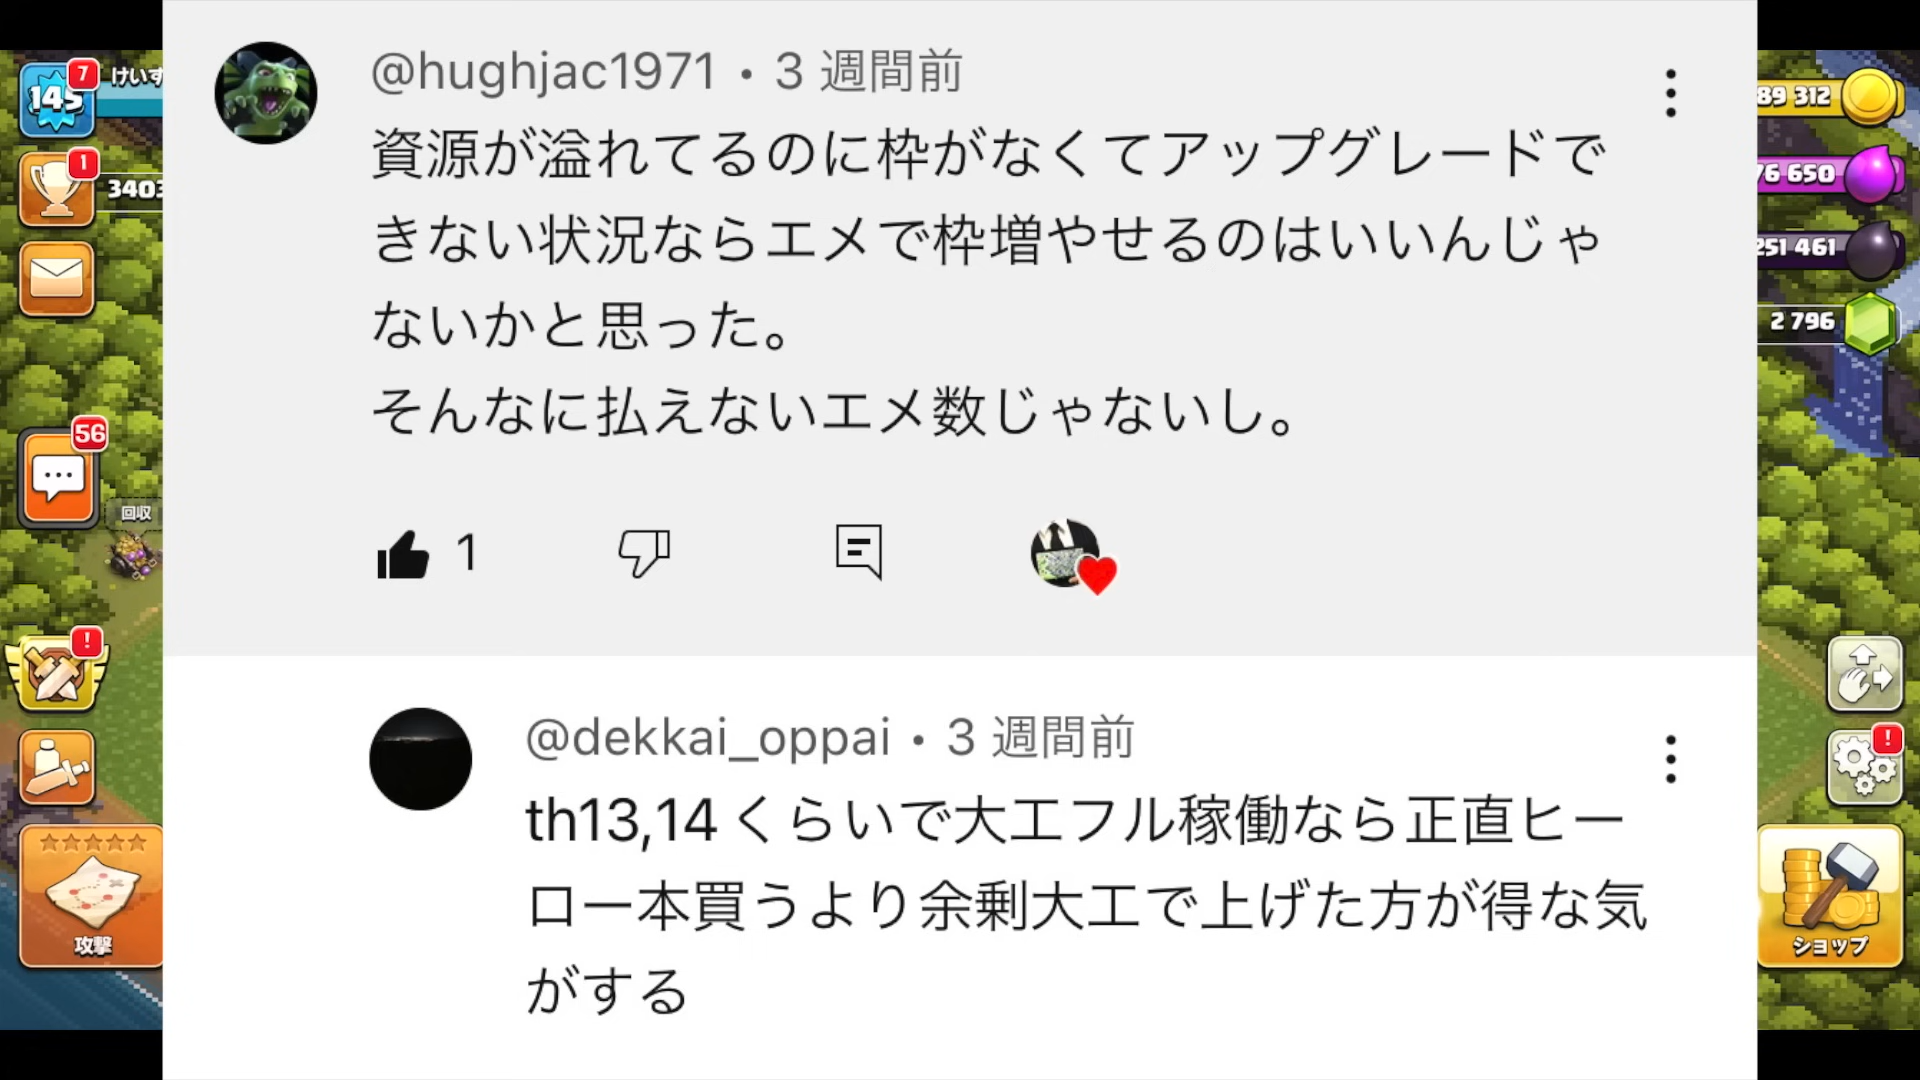 @hughjac1971・3 週間前
資源が溢れてるのに枠がなくてアップグレードで
きない状況ならエメで枠増やせるのはいいんじゃ
ないかと思った。
そんなに払えないエメ数じゃないし。
1
@dekkai_oppai・3 週間前
th13,14くらいで大工フル稼働なら正直ヒー
ロー本買うより余剰大工で上げた方が得な気
がする
7
145
けいす
1
3403
56
回収
!
攻撃
89 312
76 650
251 461
2 796
!
ショップ